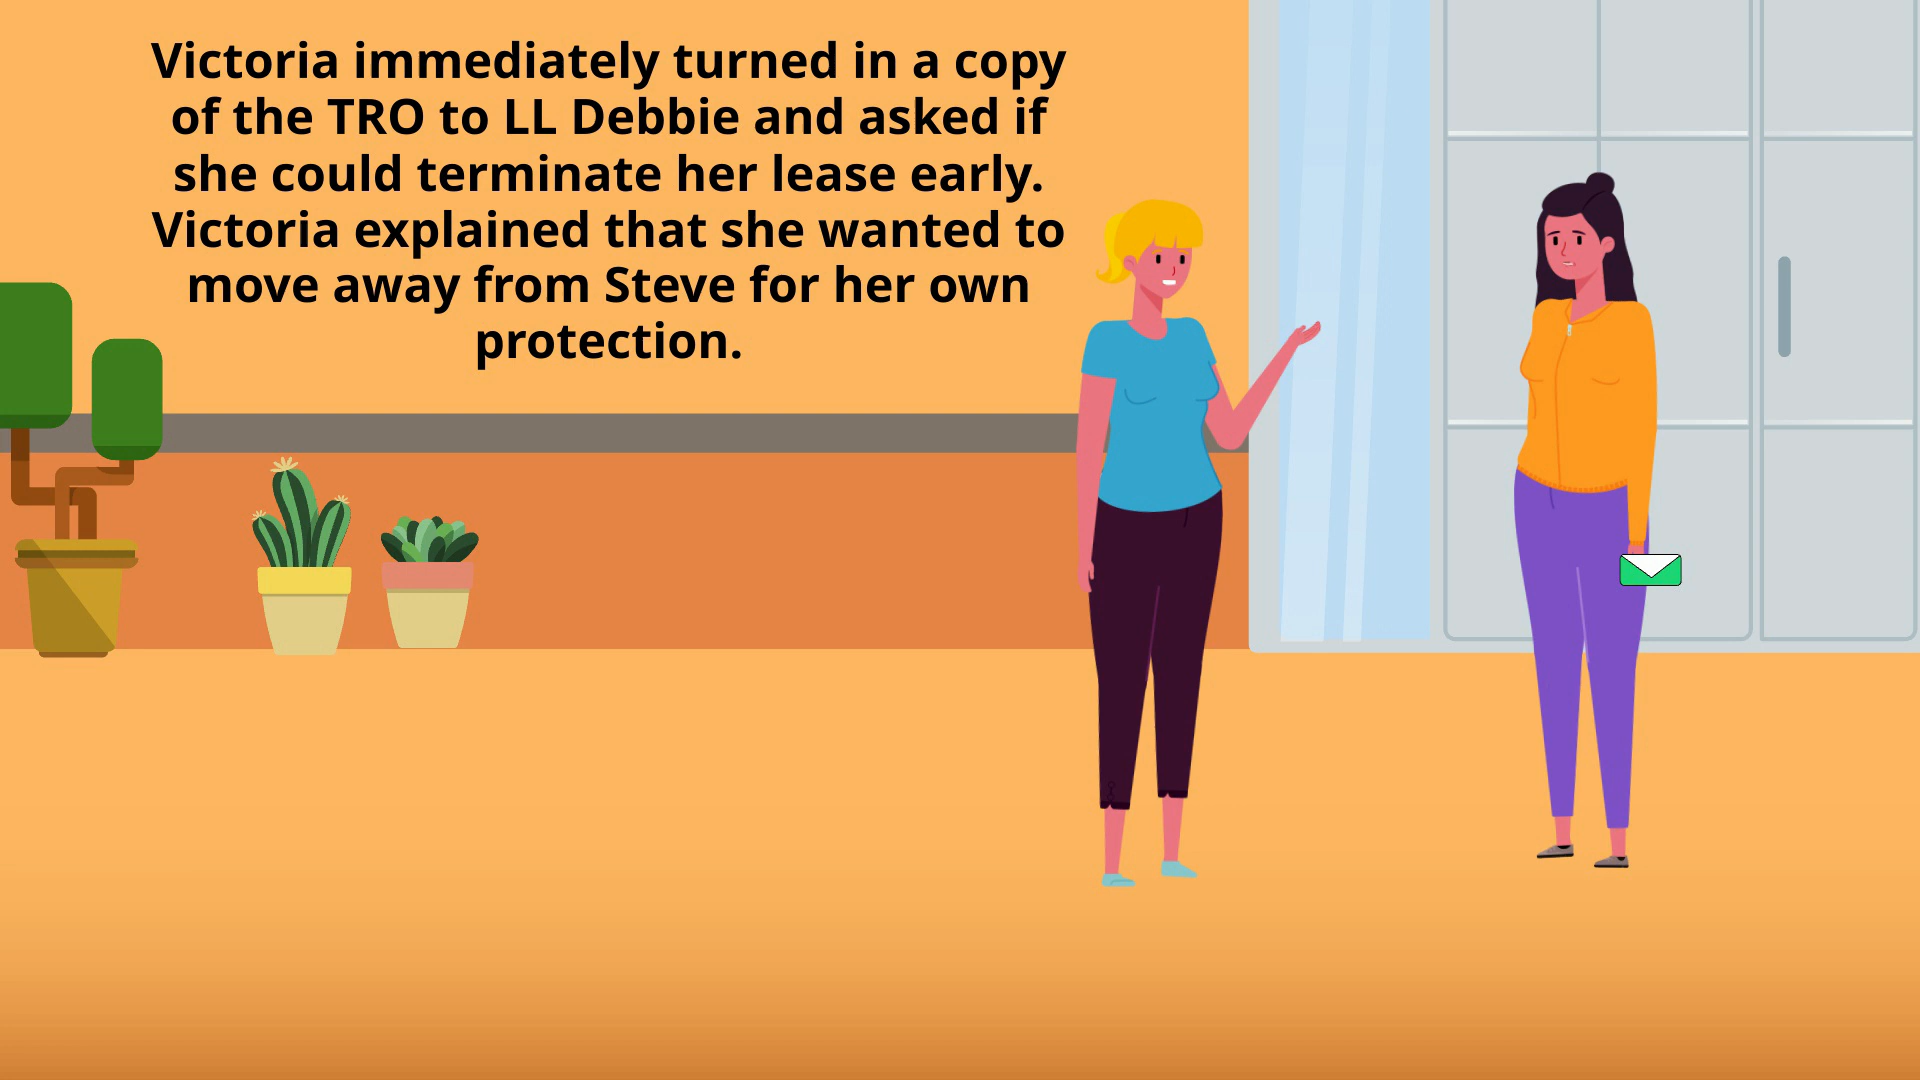 Victoria immediately turned in a copy
of the TRO to LL Debbie and asked if
she could terminate her lease early.
Victoria explained that she wanted to
move away from Steve for her own
protection.